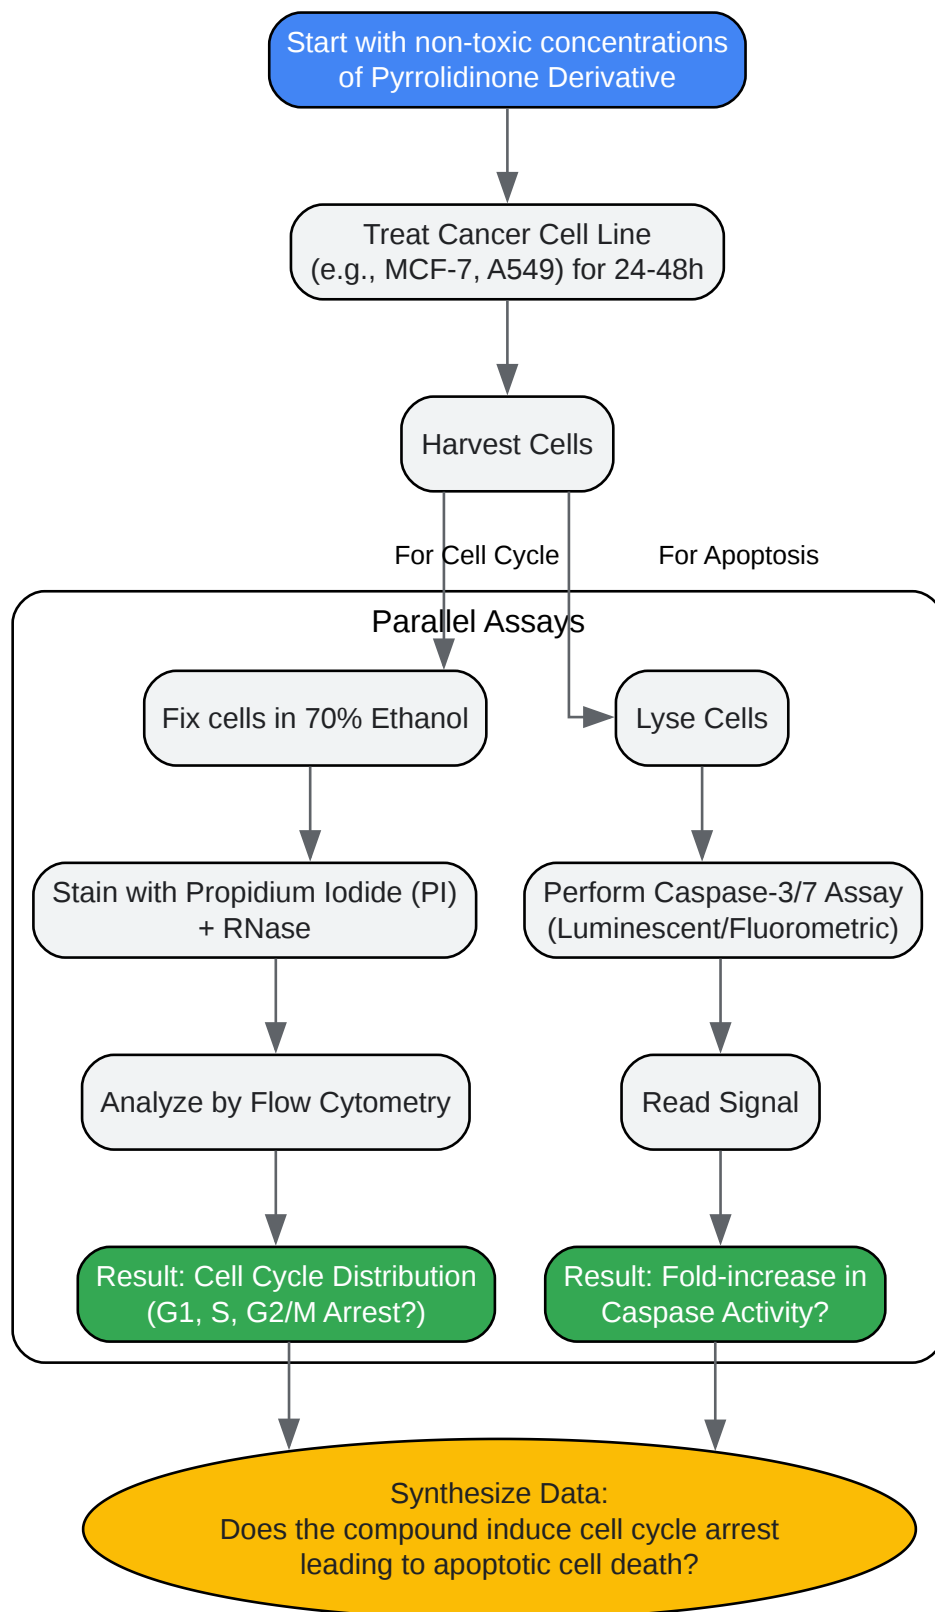 Start with non-toxic concentrations
of Pyrrolidinone Derivative
Treat Cancer Cell Line
(e.g., MCF-7, A549) for 24-48h
Harvest Cells
For Cell Cycle
For Apoptosis
Parallel Assays
Fix cells in 70% Ethanol
Lyse Cells
Stain with Propidium Iodide (PI)
+ RNase
Perform Caspase-3/7 Assay
(Luminescent/Fluorometric)
Analyze by Flow Cytometry
Read Signal
Result: Cell Cycle Distribution
(G1, S, G2/M Arrest?)
Result: Fold-increase in
Caspase Activity?
Synthesize Data:
Does the compound induce cell cycle arrest
leading to apoptotic cell death?